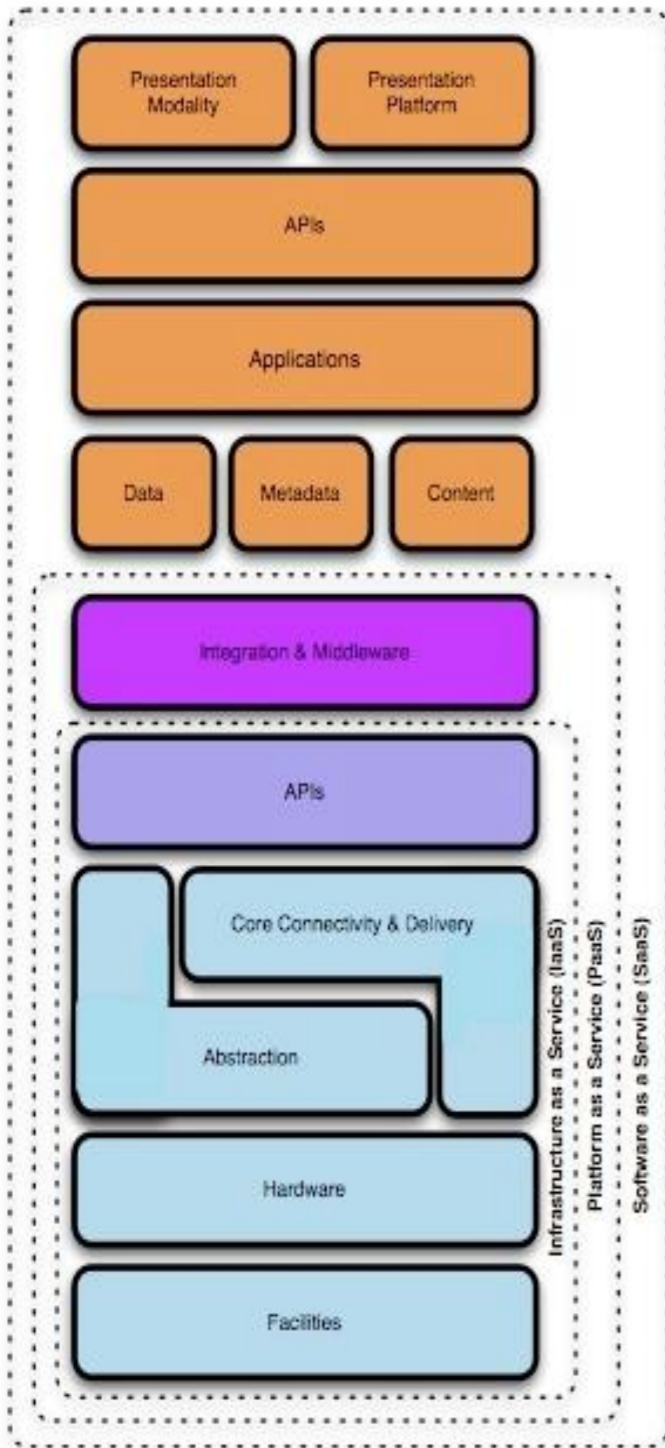 Presentation
Modality
Presentation
Platform
APIs
Applications
Data
Metadata
Content
Integration & Middleware
APIs
Core Connectivity & Delivery
Abstraction
Hardware
Facilities
Infrastructure as a Service (IaaS)
Platform as a Service (PaaS)
Software as a Service (SaaS)